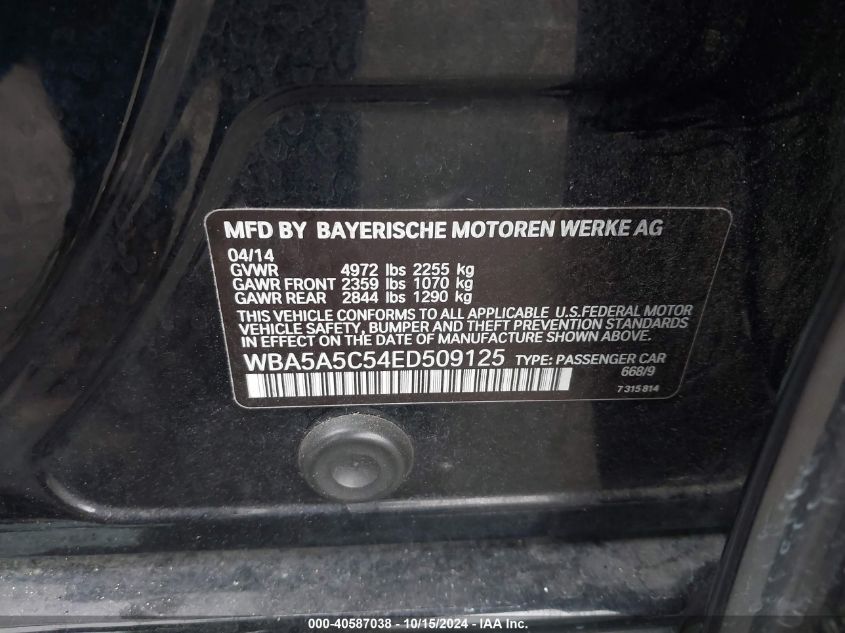 MFD BY BAYERISCHE MOTOREN WERKE AG
04/14
GVWR 4972 lbs 2255 kg
GAWR FRONT 2359 lbs 1070 kg
GAWR REAR 2844 lbs 1290 kg
THIS VEHICLE CONFORMS TO ALL APPLICABLE U.S.FEDERAL MOTOR
VEHICLE SAFETY, BUMPER AND THEFT PREVENTION STANDARDS
IN EFFECT ON THE DATE OF MANUFACTURE SHOWN ABOVE.
WBA5A5C54ED509125 TYPE: PASSENGER CAR
668/9
7 315 814
000-40587038 - 10/15/2024 - IAA Inc.